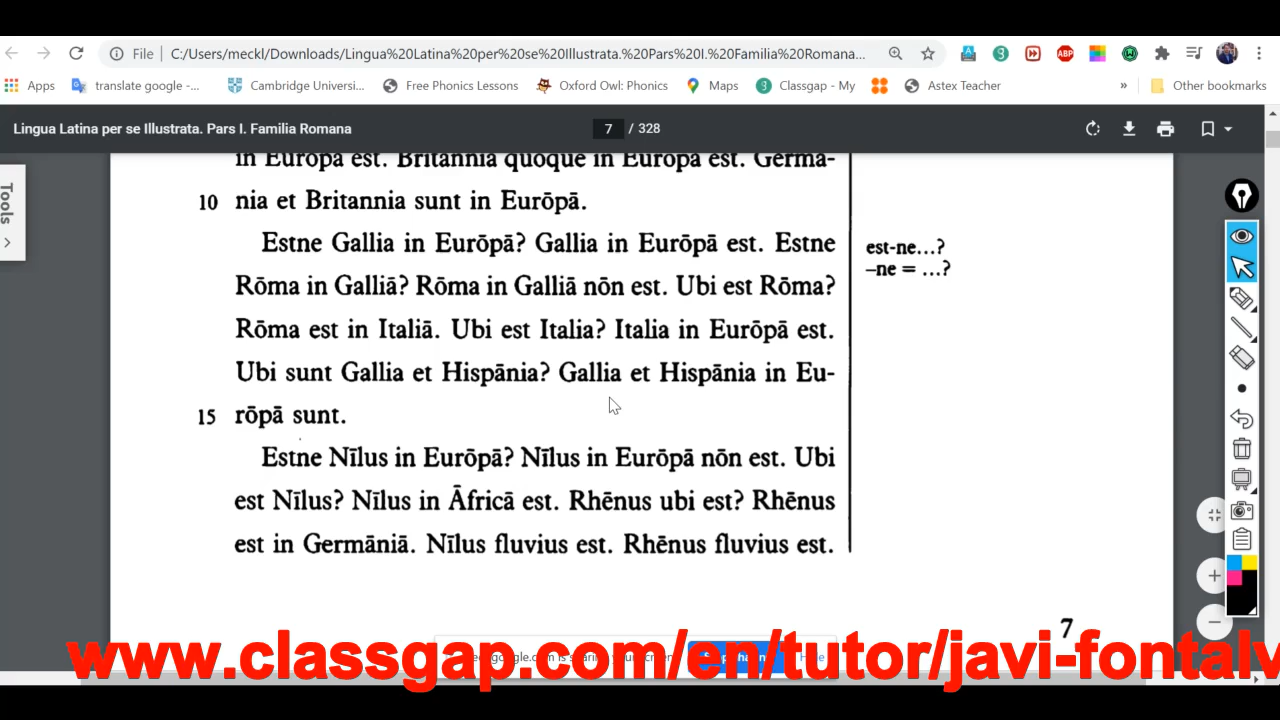 File | C:/Users/meckl/Downloads/Lingua%20Latina%20per%20se%20Illustrata.%20Pars%20I.%20Familia%20Romana...
Apps translate google -... Cambridge Universi... Free Phonics Lessons Oxford Owl: Phonics Maps Classgap - My Astex Teacher » Other bookmarks
Lingua Latina per se Illustrata. Pars I. Familia Romana 7 / 328
Tools
in Eurōpā est. Britannia quoque in Eurōpā est. Germā-
10 nia et Britannia sunt in Eurōpā.
Estne Gallia in Eurōpā? Gallia in Eurōpā est. Estne
Rōma in Galliā? Rōma in Galliā nōn est. Ubi est Rōma?
Rōma est in Italiā. Ubi est Italia? Italia in Eurōpā est.
Ubi sunt Gallia et Hispānia? Gallia et Hispānia in Eu-
15 rōpā sunt.
Estne Nīlus in Eurōpā? Nīlus in Eurōpā nōn est. Ubi
est Nīlus? Nīlus in Āfricā est. Rhēnus ubi est? Rhēnus
est in Germāniā. Nīlus fluvius est. Rhēnus fluvius est.
est-ne...?
–ne = ...?
7
www.classgap.com/en/tutor/javi-fontalv